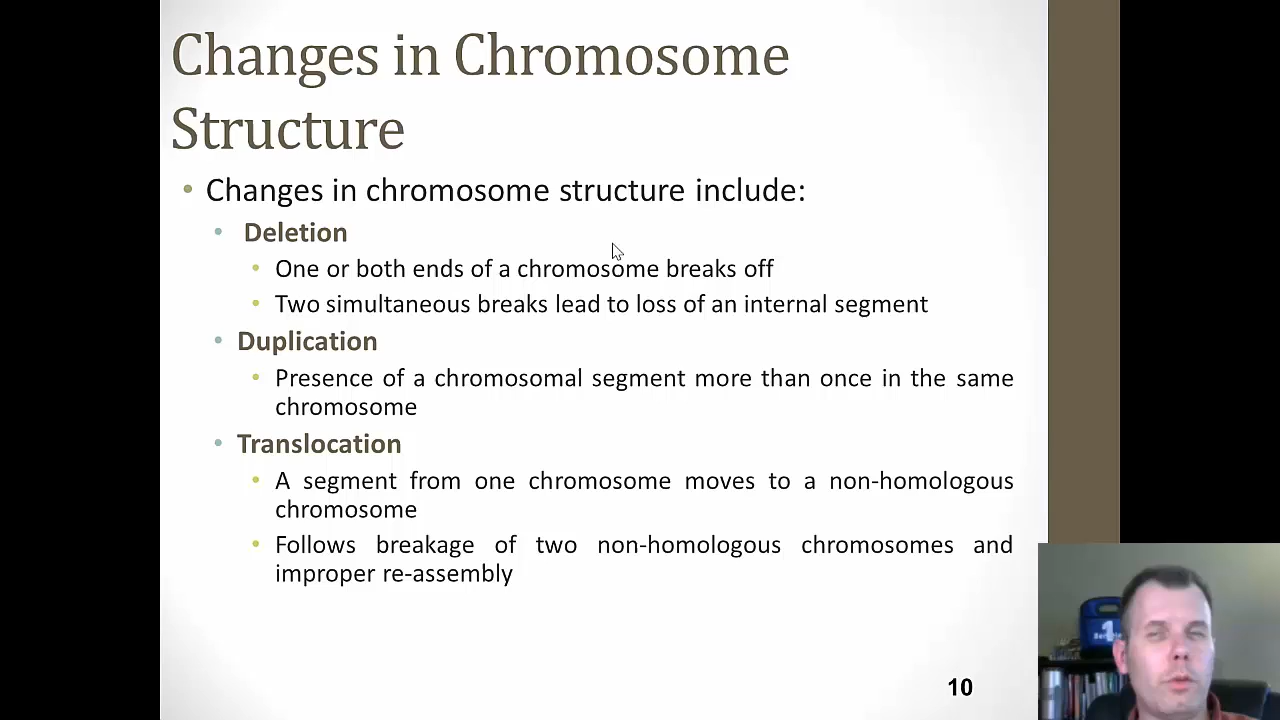 Changes in Chromosome
Structure
• Changes in chromosome structure include:
• Deletion
• One or both ends of a chromosome breaks off
• Two simultaneous breaks lead to loss of an internal segment
• Duplication
• Presence of a chromosomal segment more than once in the same
chromosome
• Translocation
• A segment from one chromosome moves to a non-homologous
chromosome
• Follows breakage of two non-homologous chromosomes and
improper re-assembly
1
10